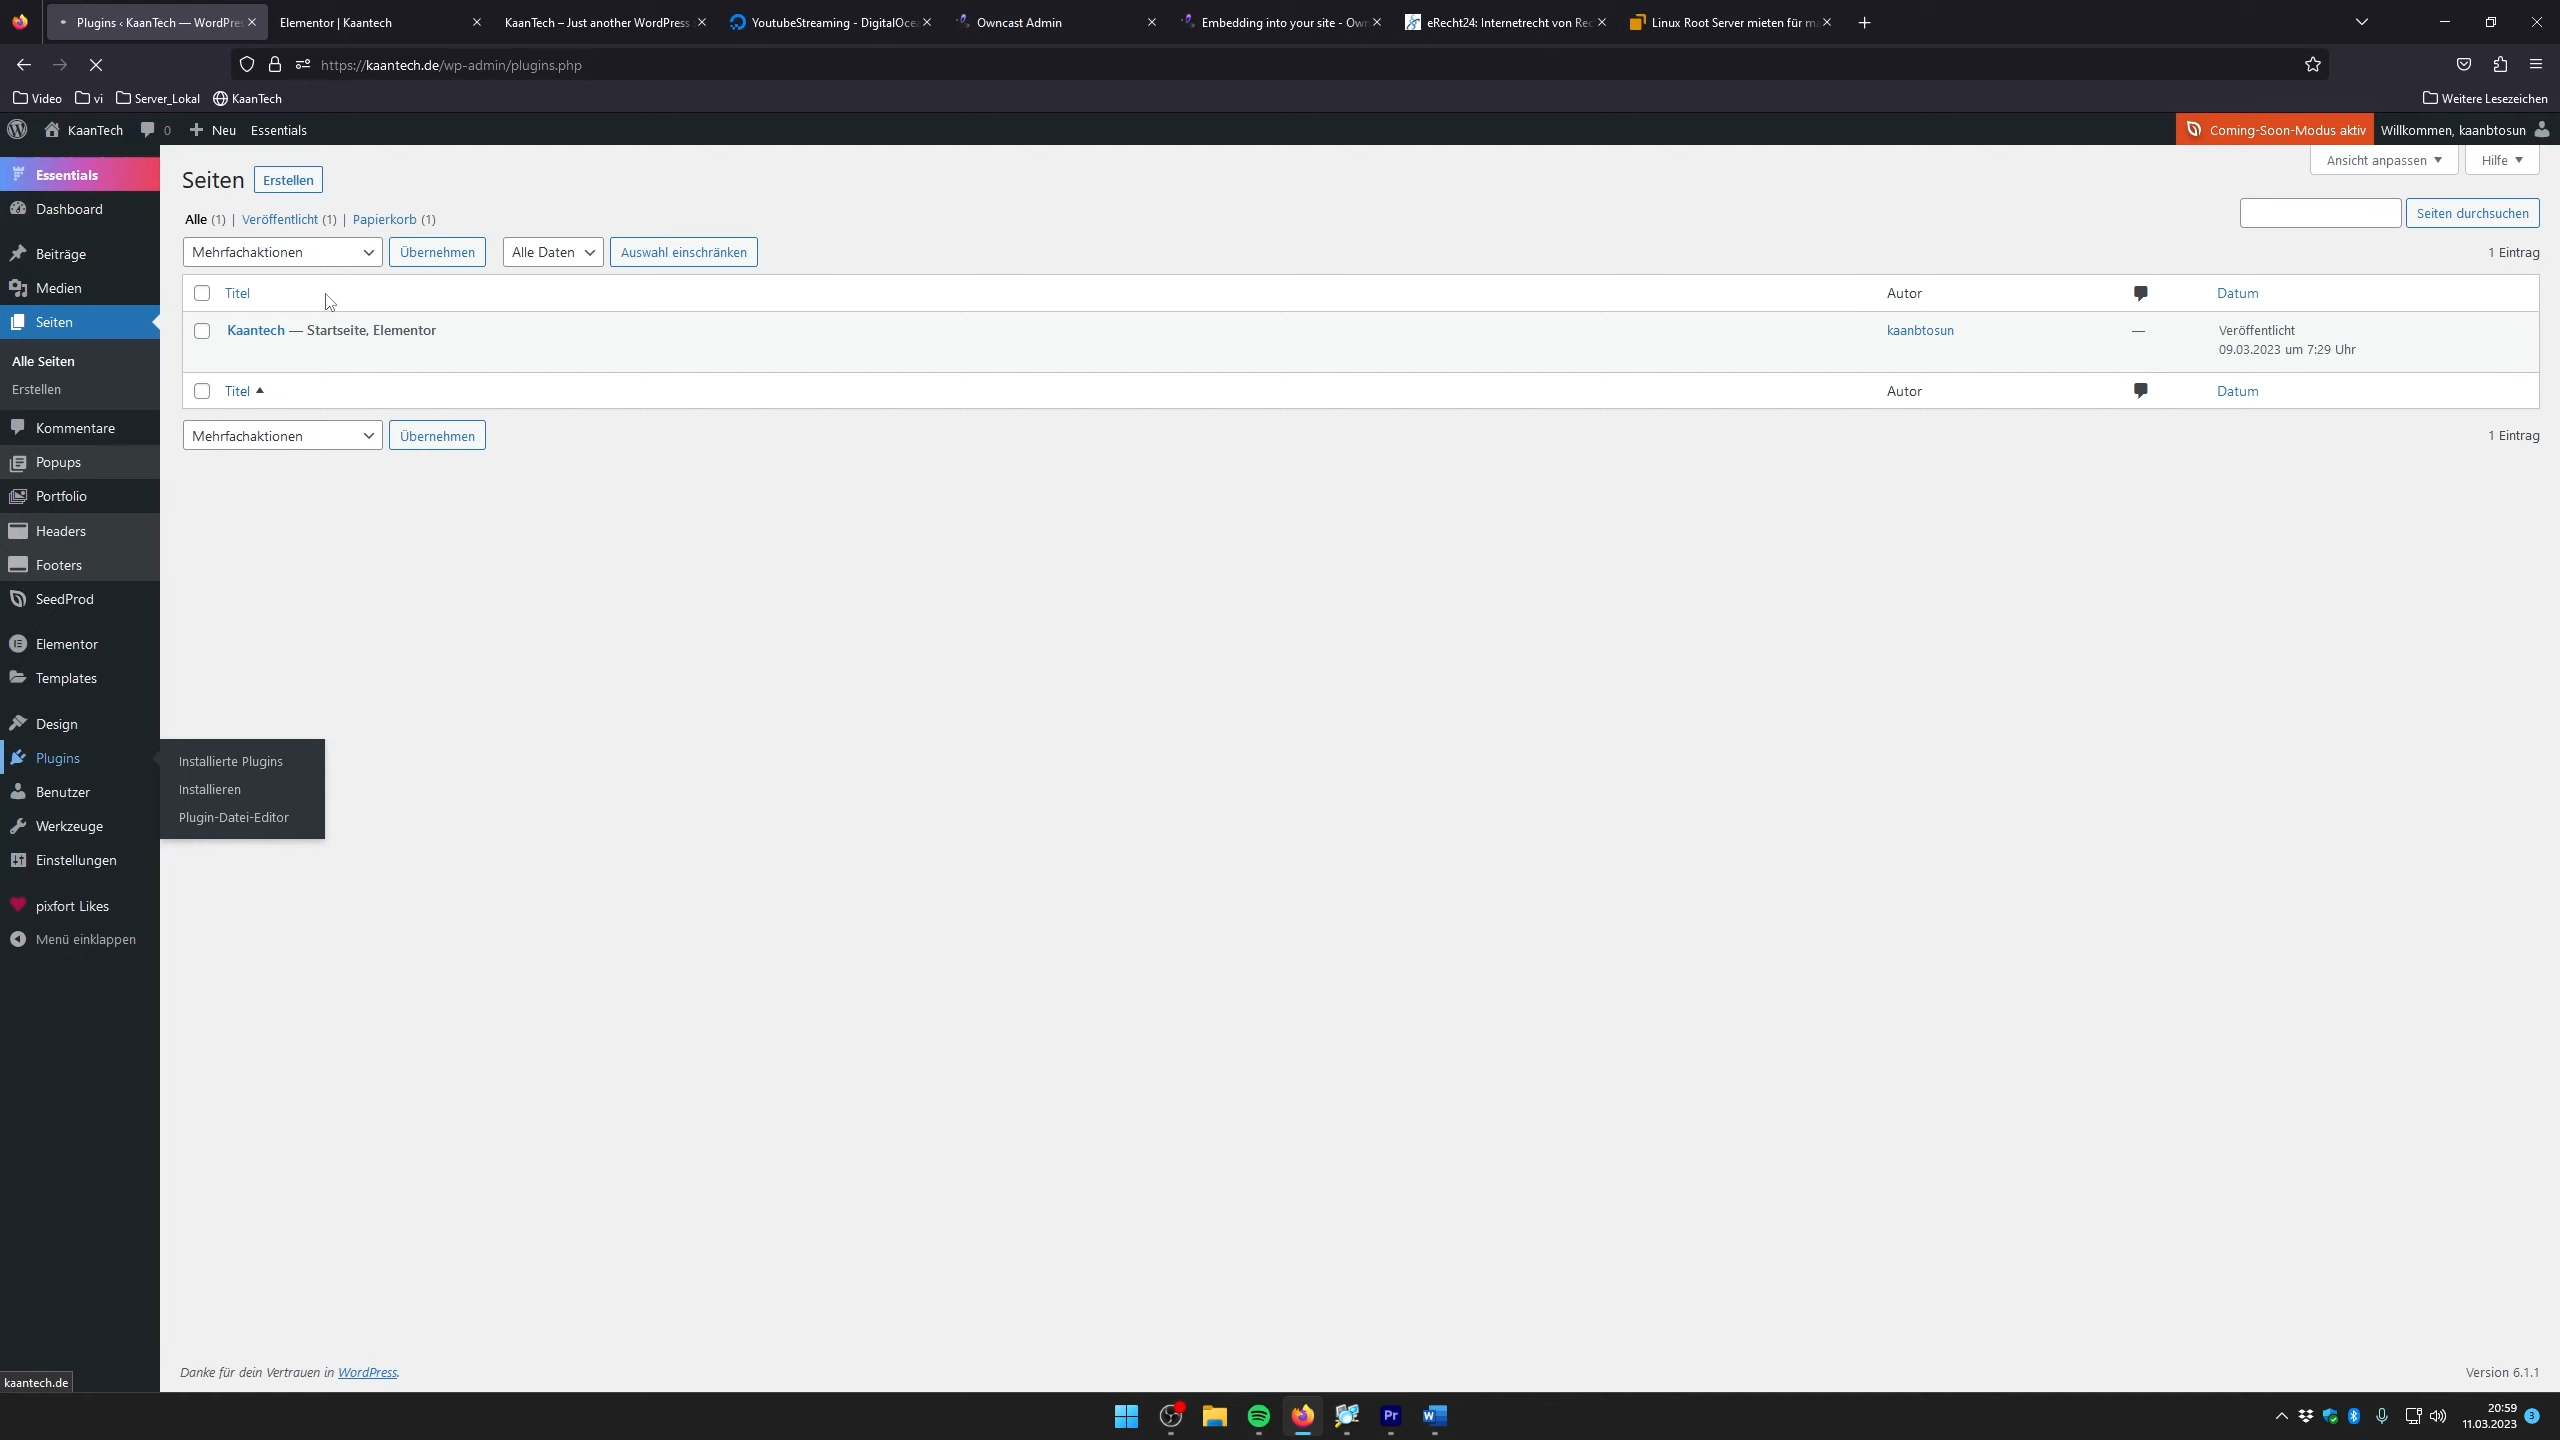 Plugins ‹ KaanTech — WordPre
Elementor | Kaantech
KaanTech – Just another WordPress
YoutubeStreaming - DigitalOce
Owncast Admin
Embedding into your site - Own
eRecht24: Internetrecht von Rec
Linux Root Server mieten für m
https://kaantech.de/wp-admin/plugins.php
Video
vi
Server_Lokal
KaanTech
Weitere Lesezeichen
KaanTech
0
Neu
Essentials
Coming-Soon-Modus aktiv
Willkommen, kaanbtosun
Essentials
Dashboard
Beiträge
Medien
Seiten
Alle Seiten
Erstellen
Kommentare
Popups
Portfolio
Headers
Footers
SeedProd
Elementor
Templates
Design
Plugins
Installierte Plugins
Installieren
Plugin-Datei-Editor
Benutzer
Werkzeuge
Einstellungen
pixfort Likes
Menü einklappen
Ansicht anpassen
Hilfe
Seiten
Erstellen
Alle (1) | Veröffentlicht (1) | Papierkorb (1)
Seiten durchsuchen
Mehrfachaktionen
Übernehmen
Alle Daten
Auswahl einschränken
1 Eintrag
Titel
Autor
Datum
Kaantech — Startseite, Elementor
kaanbtosun
—
Veröffentlicht
09.03.2023 um 7:29 Uhr
Titel
Autor
Datum
Mehrfachaktionen
Übernehmen
1 Eintrag
Danke für dein Vertrauen in WordPress.
Version 6.1.1
kaantech.de
Pr
W
20:59
11.03.2023
3